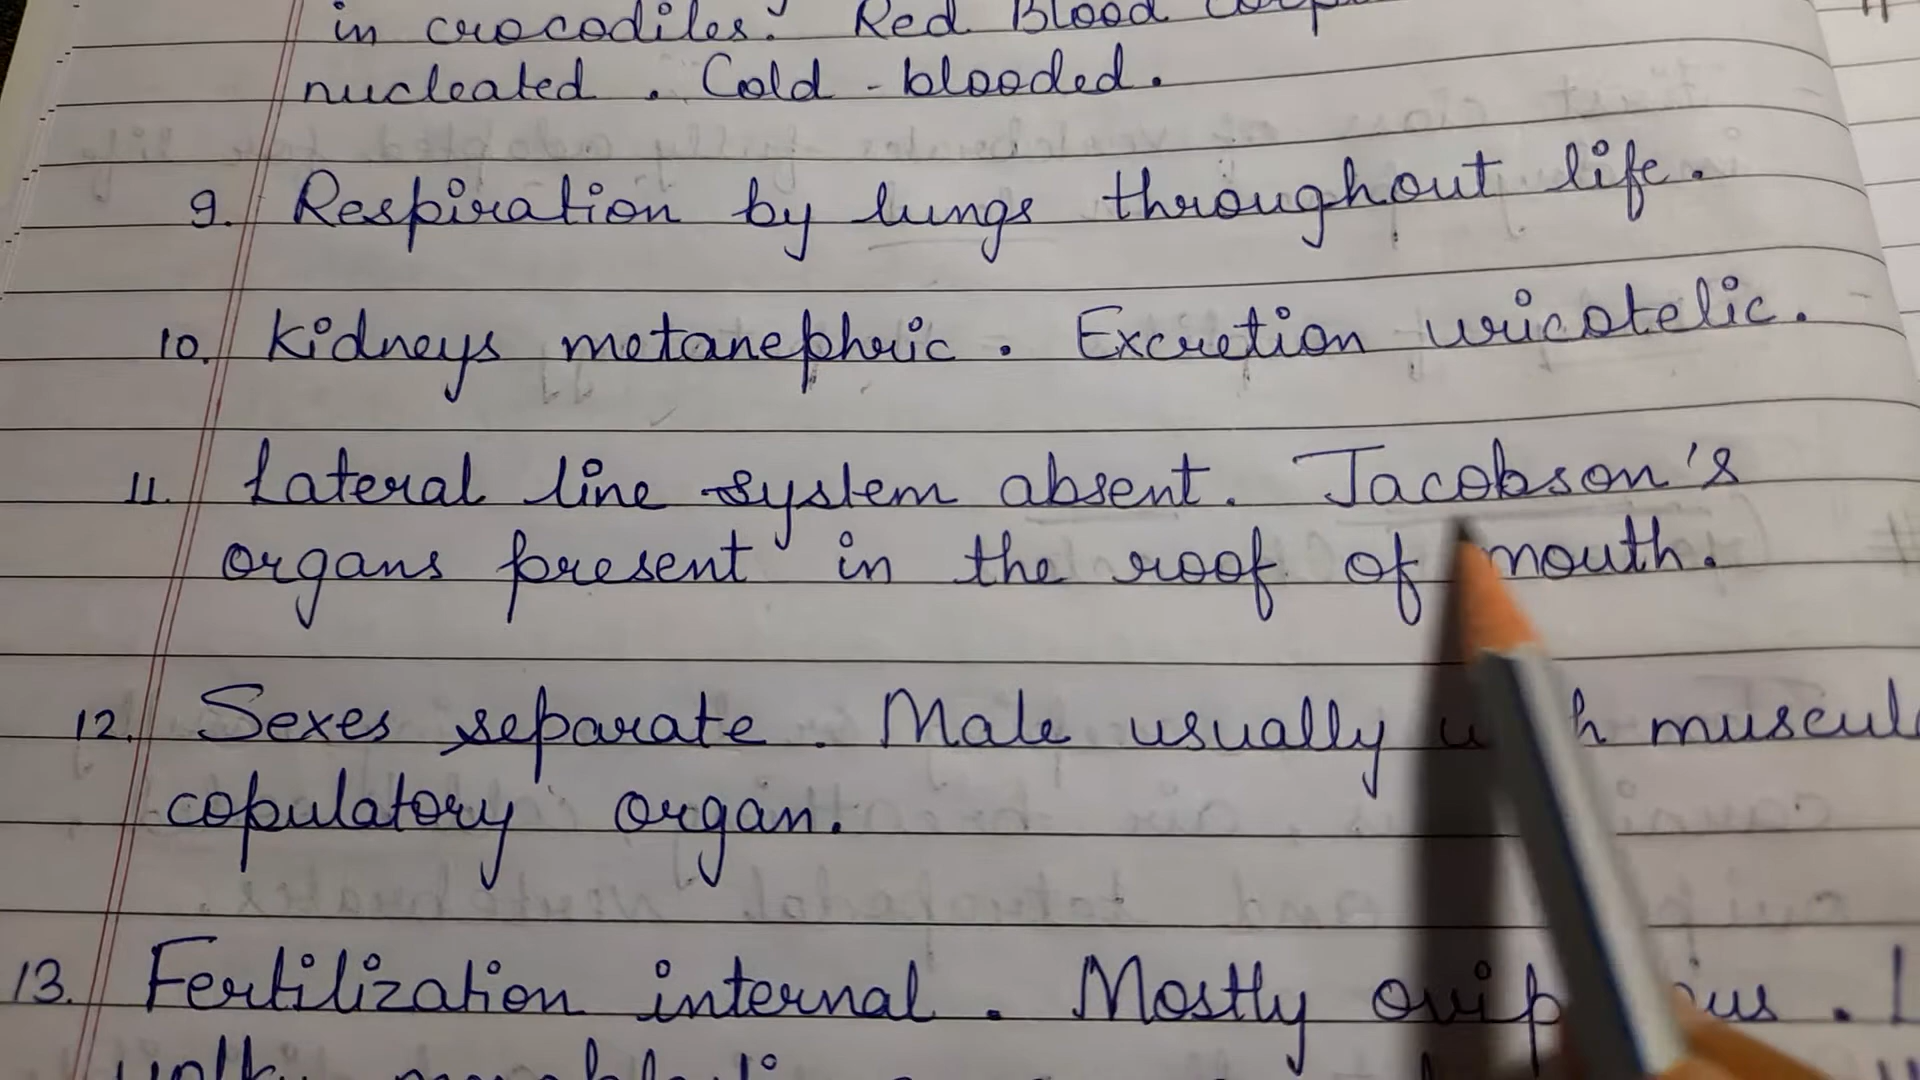 in crocodiles. Red Blood
nucleated. Cold-blooded.
9. Respiration by lungs throughout life.
10. Kidneys metanephric. Excretion uricotelic.
11. Lateral line system absent. Jacobson's
organs present in the roof of mouth.
12. Sexes separate. Male usually
copulatory organ.
13. Fertilization internal. Mostly